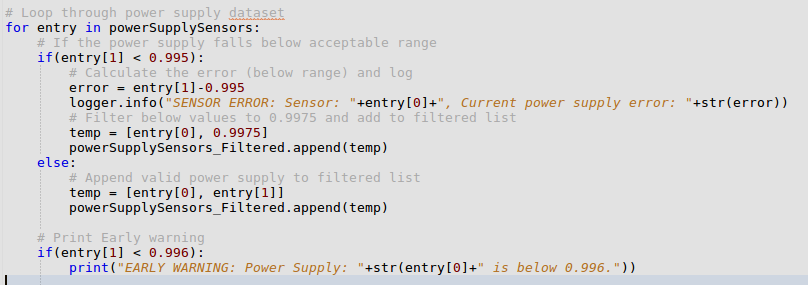 # Loop through power supply dataset
for entry in powerSupplySensors:
    # If the power supply falls below acceptable range
    if(entry[1] < 0.995):
        # Calculate the error (below range) and log
        error = entry[1]-0.995
        logger.info("SENSOR ERROR: Sensor: "+entry[0]+", Current power supply error: "+str(error))
        # Filter below values to 0.9975 and add to filtered list
        temp = [entry[0], 0.9975]
        powerSupplySensors_Filtered.append(temp)
    else:
        # Append valid power supply to filtered list
        temp = [entry[0], entry[1]]
        powerSupplySensors_Filtered.append(temp)
    # Print Early warning
    if(entry[1] < 0.996):
        print("EARLY WARNING: Power Supply: "+str(entry[0]+" is below 0.996."))